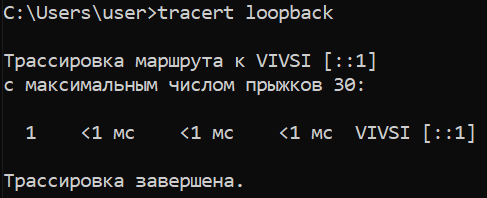 C:\Users\user>tracert loopback
Трассировка маршрута к VIVSI [::1]
с максимальным числом прыжков 30:
1 <1 мс <1 мс <1 мс VIVSI [::1]
Трассировка завершена.